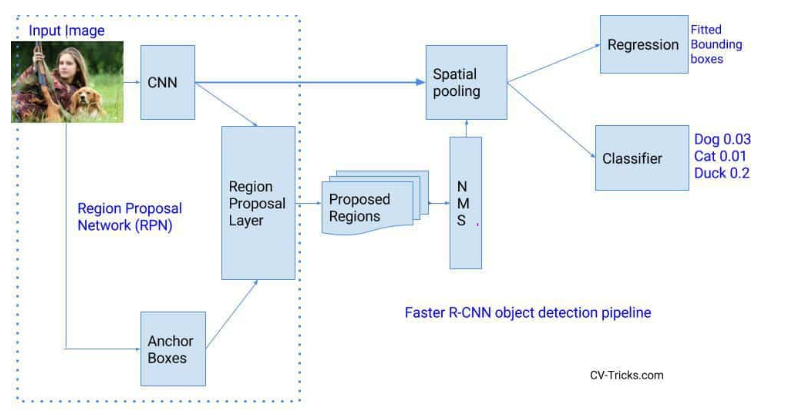 Input Image
CNN
Region Proposal
Network (RPN)
Region
Proposal
Layer
Anchor
Boxes
Proposed
Regions
N
M
S
Spatial
pooling
Regression
Fitted
Bounding
boxes
Classifier
Dog 0.03
Cat 0.01
Duck 0.2
Faster R-CNN object detection pipeline
CV-Tricks.com